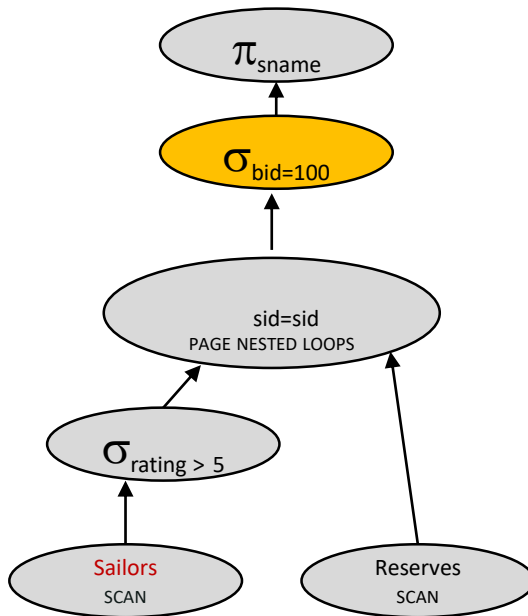 πsname
σbid=100
sid=sid
PAGE NESTED LOOPS
σrating > 5
Sailors
SCAN
Reserves
SCAN